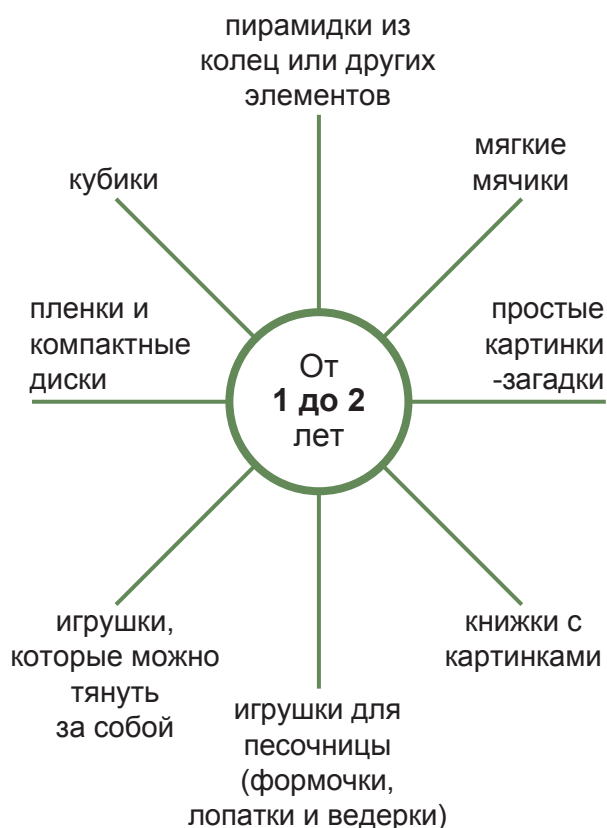 пирамидки из
колец или других
элементов
мягкие
мячики
кубики
пленки и
компактные
диски
простые
картинки
-загадки
От
1 до 2
лет
игрушки,
которые можно
тянуть
за собой
книжки с
картинками
игрушки для
песочницы
(формочки,
лопатки и ведерки)